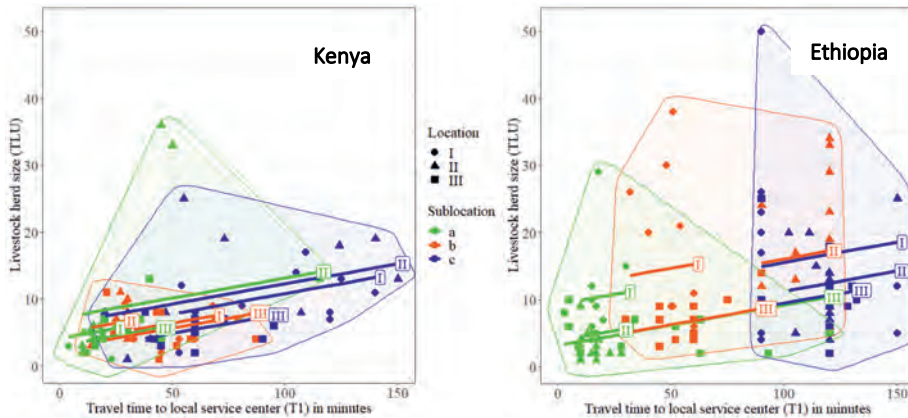 Kenya
Livestock herd size (TLU)
50
40
30
20
10
0
II
II
I
I
II
III
I
III
III
0
50
100
150
Travel time to local service center (T1) in minutes
Location
I
II
III
Sublocation
a
b
c
Ethiopia
Livestock herd size (TLU)
50
40
30
20
10
0
I
II
I
II
I
III
III
II
III
0
50
100
150
Travel time to local service center (T1) in minutes